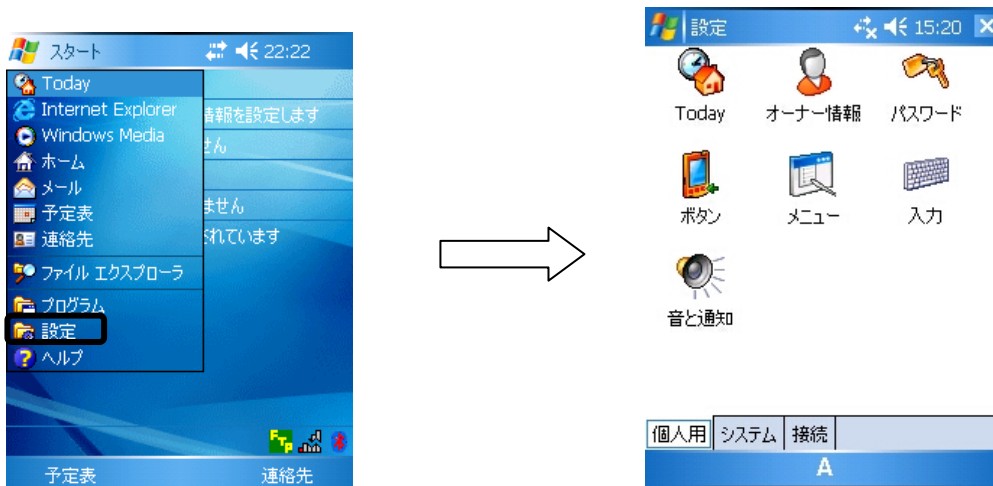 スタート 22:22
Today
Internet Explorer
Windows Media
ホーム
メール
予定表
連絡先
ファイル エクスプローラ
プログラム
設定
ヘルプ
情報を設定します
せん
ません
されています
FTP
予定表 連絡先
設定 15:20
Today オーナー情報 パスワード
ボタン メニュー 入力
音と通知
個人用 システム 接続
A